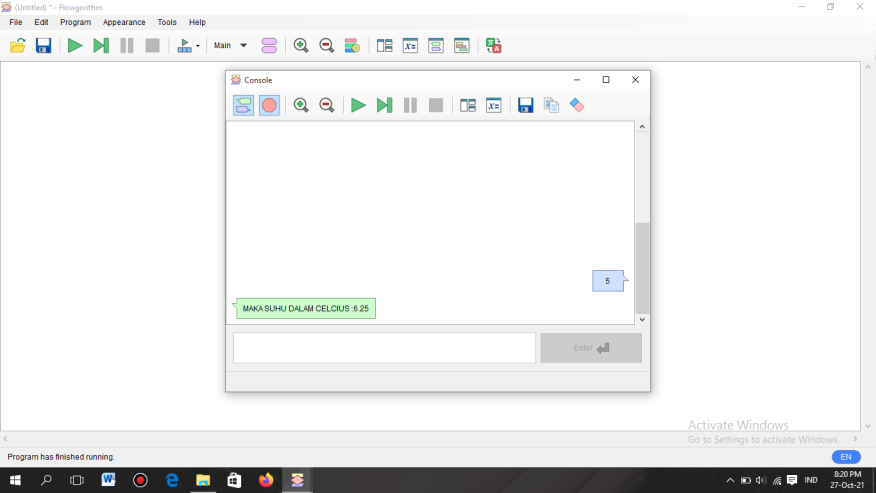 (Untitled) * - Flowgorithm
File Edit Program Appearance Tools Help
Main
Console
5
MAKA SUHU DALAM CELCIUS :6.25
Enter
Activate Windows
Go to Settings to activate Windows.
Program has finished running.
EN
IND
8:20 PM
27-Oct-21